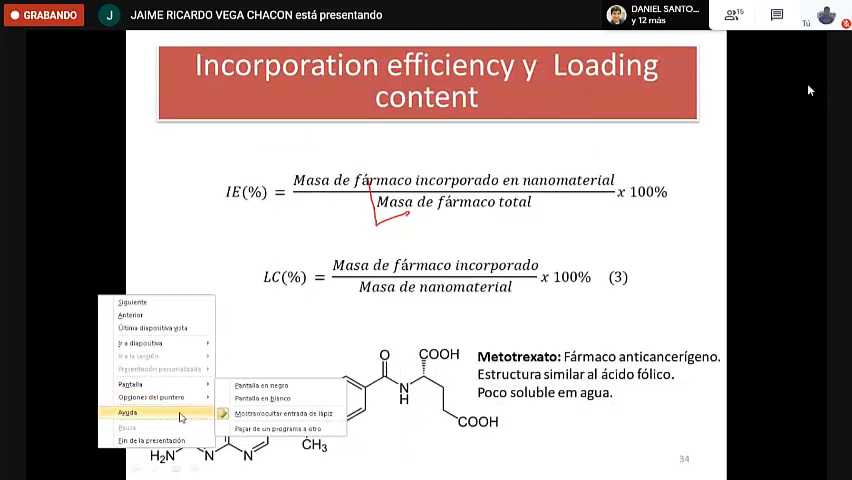 GRABANDO
J
JAIME RICARDO VEGA CHACON está presentando
DANIEL SANTO...
y 12 más
15
Tú
Incorporation efficiency y Loading
content
IE(%) = Masa de fármaco incorporado en nanomaterial x 100%
Masa de fármaco total
LC(%) = Masa de fármaco incorporado x 100% (3)
Masa de nanomaterial
Siguiente
Anterior
Última diapositiva vista
Ir a diapositiva
Ir a la sección
Presentación personalizada
Pantalla
Opciones del puntero
Ayuda
Pausa
Fin de la presentación
Pantalla en negro
Pantalla en blanco
Mostrar/ocultar entrada de lápiz
Pasar de un programa a otro
O
COOH
N
H
COOH
CH₃
H₂N
N
N
Metotrexato: Fármaco anticancerígeno.
Estructura similar al ácido fólico.
Poco soluble em agua.
34